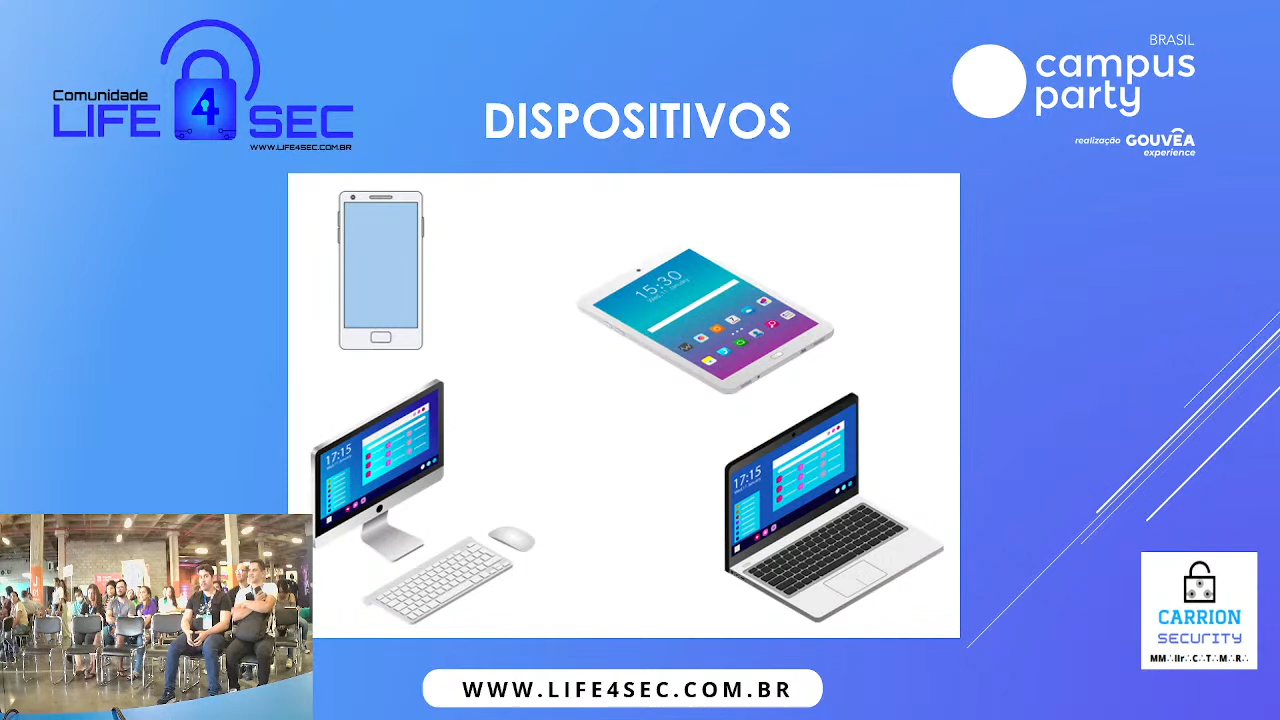 Comunidade
LIFE 4 SEC
WWW.LIFE4SEC.COM.BR
DISPOSITIVOS
BRASIL
campus
party
realização GOUVÊA
experience
15:30
17:15
17:15
CARRION
SECURITY
WWW.LIFE4SEC.COM.BR